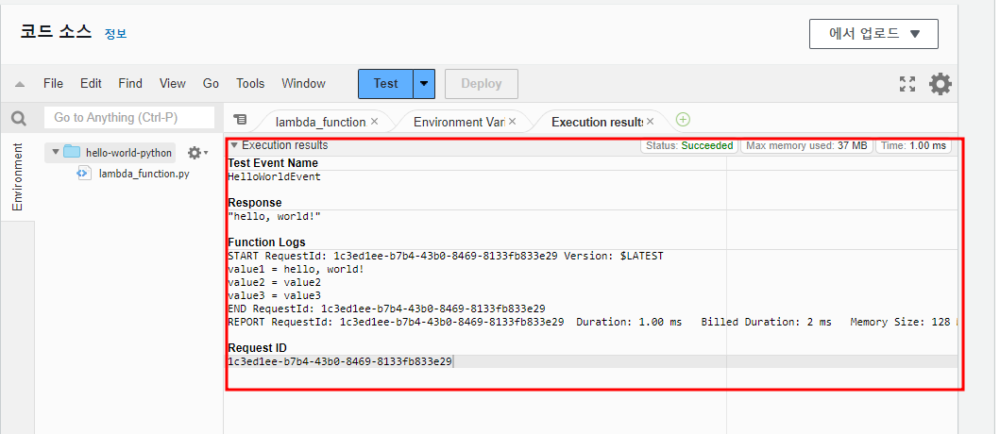 코드 소스 정보
에서 업로드
File Edit Find View Go Tools Window Test Deploy
Go to Anything (Ctrl-P)
lambda_function
Environment Vari
Execution results
Environment
hello-world-python
lambda_function.py
Execution results
Status: Succeeded
Max memory used: 37 MB
Time: 1.00 ms
Test Event Name
HelloWorldEvent
Response
"hello, world!"
Function Logs
START RequestId: 1c3ed1ee-b7b4-43b0-8469-8133fb833e29 Version: $LATEST
value1 = hello, world!
value2 = value2
value3 = value3
END RequestId: 1c3ed1ee-b7b4-43b0-8469-8133fb833e29
REPORT RequestId: 1c3ed1ee-b7b4-43b0-8469-8133fb833e29 Duration: 1.00 ms Billed Duration: 2 ms Memory Size: 128
Request ID
1c3ed1ee-b7b4-43b0-8469-8133fb833e29